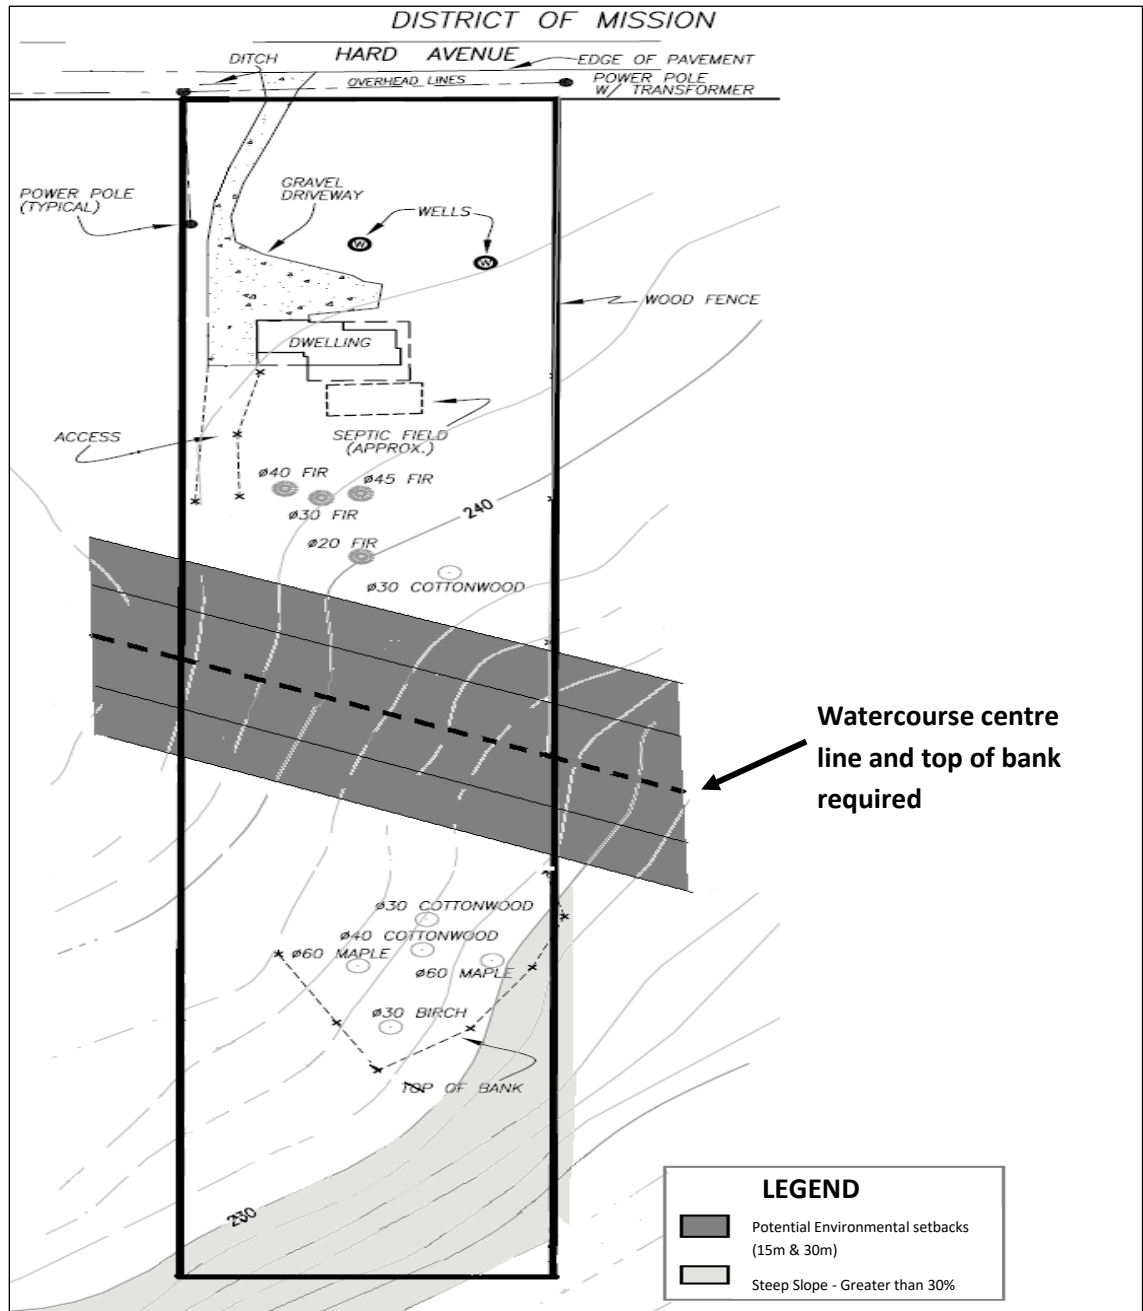 DISTRICT OF MISSION
HARD AVENUE
DITCH
EDGE OF PAVEMENT
OVERHEAD LINES
POWER POLE
W/ TRANSFORMER
POWER POLE
(TYPICAL)
GRAVEL
DRIVEWAY
WELLS
W
W
WOOD FENCE
DWELLING
ACCESS
SEPTIC FIELD
(APPROX.)
ø40 FIR
ø45 FIR
ø30 FIR
240
ø20 FIR
ø30 COTTONWOOD
Watercourse centre
line and top of bank
required
ø30 COTTONWOOD
ø40 COTTONWOOD
ø60 MAPLE
ø60 MAPLE
ø30 BIRCH
TOP OF BANK
230
LEGEND
Potential Environmental setbacks
(15m & 30m)
Steep Slope - Greater than 30%